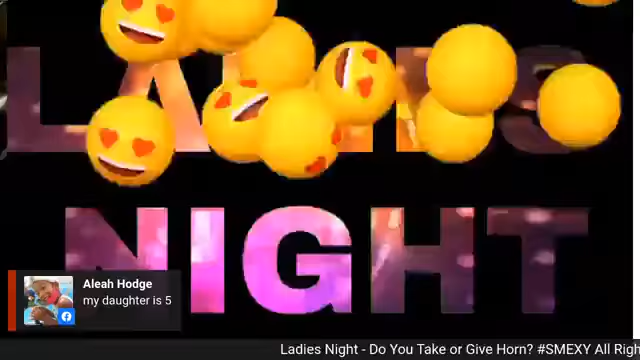 LADIES
NIGHT
Aleah Hodge
my daughter is 5
Ladies Night - Do You Take or Give Horn? #SMEXY All Righ